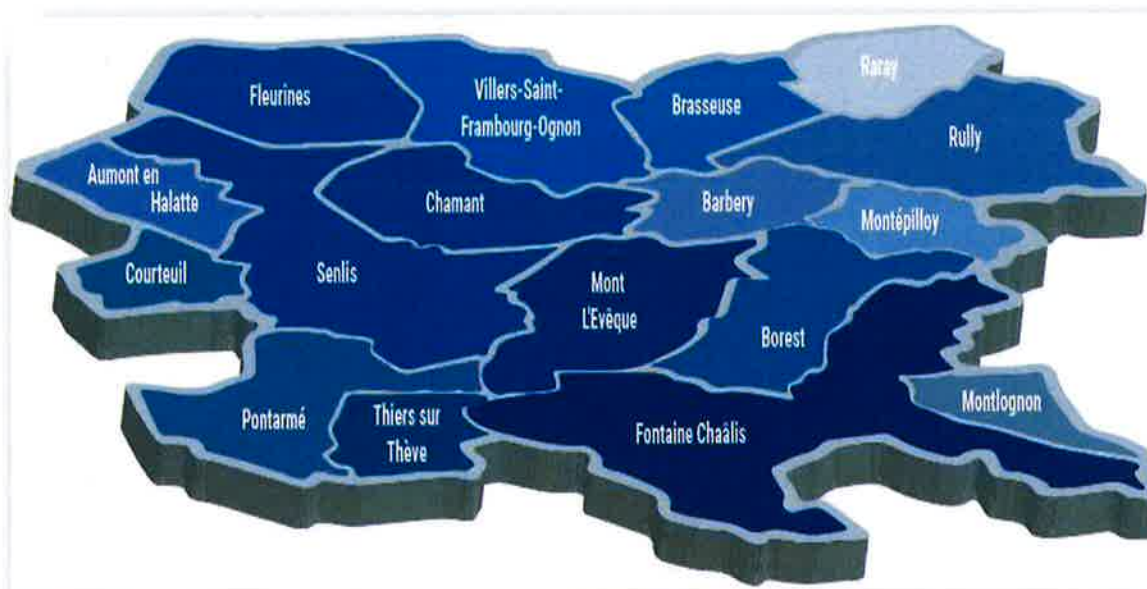 Fleurines
Villers-Saint-
Frambourg-Ognon
Brasseuse
Raray
Rully
Aumont en
Halatte
Chamant
Barbery
Montépilloy
Courteuil
Senlis
Mont
L'Evêque
Borest
Pontarmé
Thiers sur
Thève
Fontaine Chaâlis
Montlognon